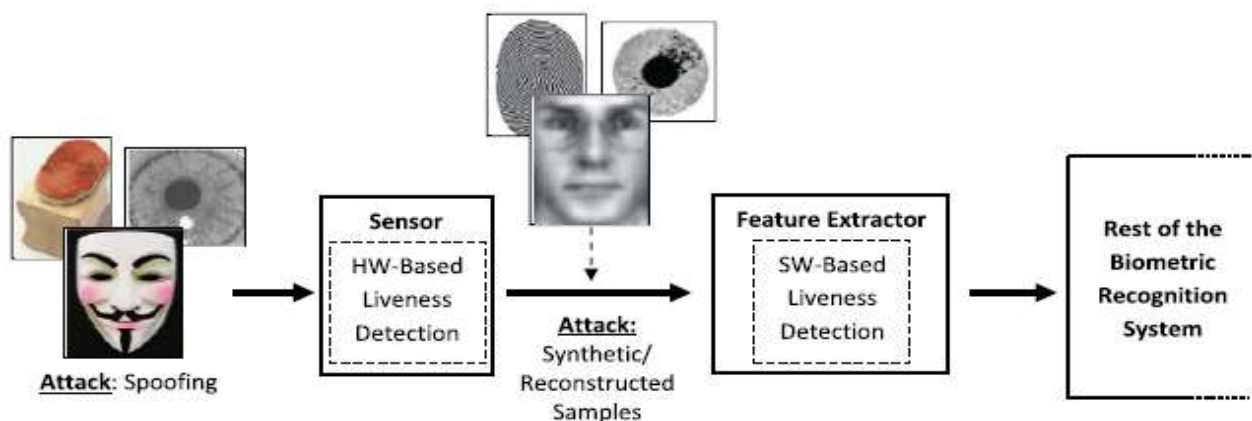 Attack: Spoofing
Sensor
HW-Based
Liveness
Detection
Attack:
Synthetic/
Reconstructed
Samples
Feature Extractor
SW-Based
Liveness
Detection
Rest of the
Biometric
Recognition
System